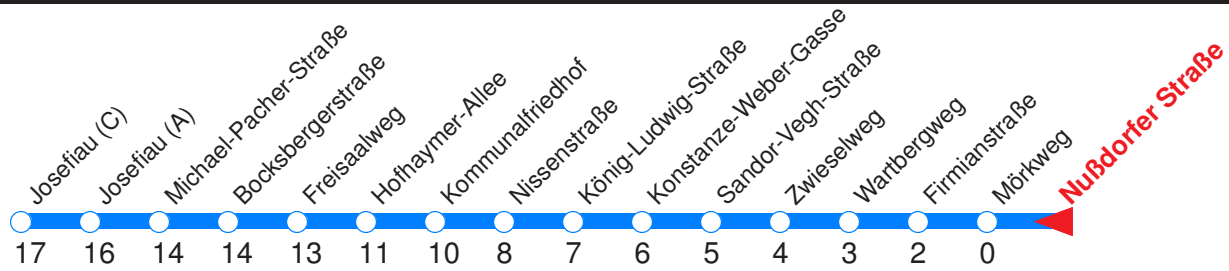 Josefiau (C)
Josefiau (A)
Michael-Pacher-Straße
Bocksbergerstraße
Freisaalweg
Hofhaymer-Allee
Kommunalfriedhof
Nissenstraße
König-Ludwig-Straße
Konstanze-Weber-Gasse
Sandor-Vegh-Straße
Zwieselweg
Wartbergweg
Firmianstraße
Mörkweg
Nußdorfer Straße
17 16 14 14 13 11 10 8 7 6 5 4 3 2 0